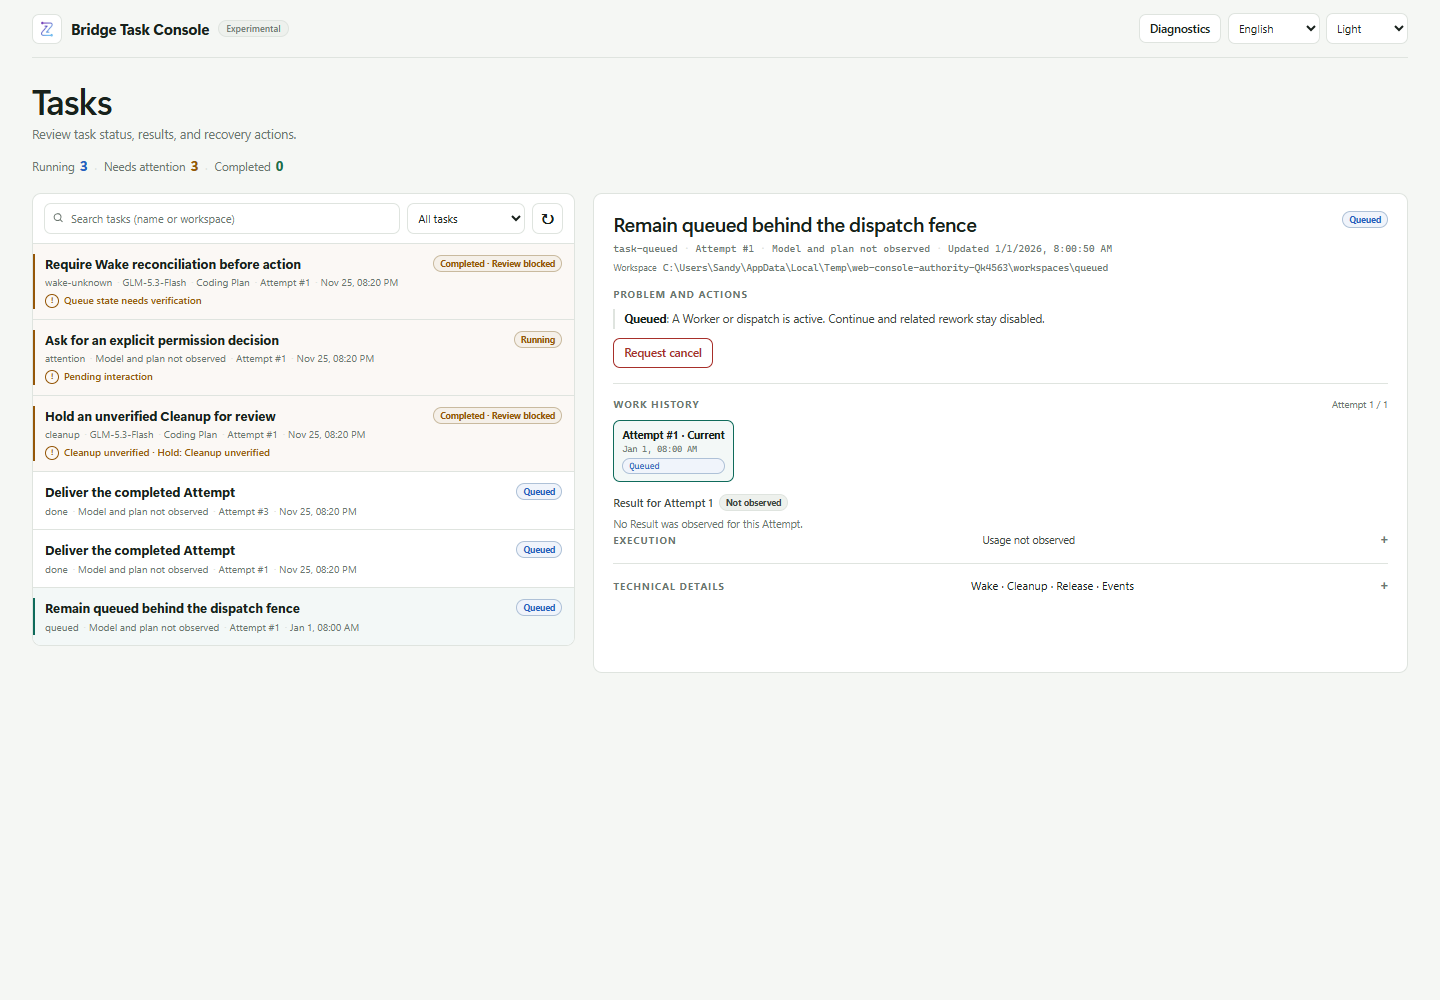 Bridge Task Console Experimental Diagnostics English Light
Tasks
Review task status, results, and recovery actions.
Running 3 · Needs attention 3 · Completed 0
Search tasks (name or workspace) All tasks ↻
Require Wake reconciliation before action Completed · Review blocked
wake-unknown · GLM-5.3-Flash · Coding Plan · Attempt #1 · Nov 25, 08:20 PM
! Queue state needs verification
Ask for an explicit permission decision Running
attention · Model and plan not observed · Attempt #1 · Nov 25, 08:20 PM
! Pending interaction
Hold an unverified Cleanup for review Completed · Review blocked
cleanup · GLM-5.3-Flash · Coding Plan · Attempt #1 · Nov 25, 08:20 PM
! Cleanup unverified · Hold: Cleanup unverified
Deliver the completed Attempt Queued
done · Model and plan not observed · Attempt #3 · Nov 25, 08:20 PM
Deliver the completed Attempt Queued
done · Model and plan not observed · Attempt #1 · Nov 25, 08:20 PM
Remain queued behind the dispatch fence Queued
queued · Model and plan not observed · Attempt #1 · Jan 1, 08:00 AM
Remain queued behind the dispatch fence Queued
task-queued · Attempt #1 · Model and plan not observed · Updated 1/1/2026, 8:00:50 AM
Workspace C:\Users\Sandy\AppData\Local\Temp\web-console-authority-Qk4563\workspaces\queued
PROBLEM AND ACTIONS
Queued: A Worker or dispatch is active. Continue and related rework stay disabled.
Request cancel
WORK HISTORY Attempt 1 / 1
Attempt #1 · Current
Jan 1, 08:00 AM
Queued
Result for Attempt 1 Not observed
No Result was observed for this Attempt.
EXECUTION Usage not observed +
TECHNICAL DETAILS Wake · Cleanup · Release · Events +